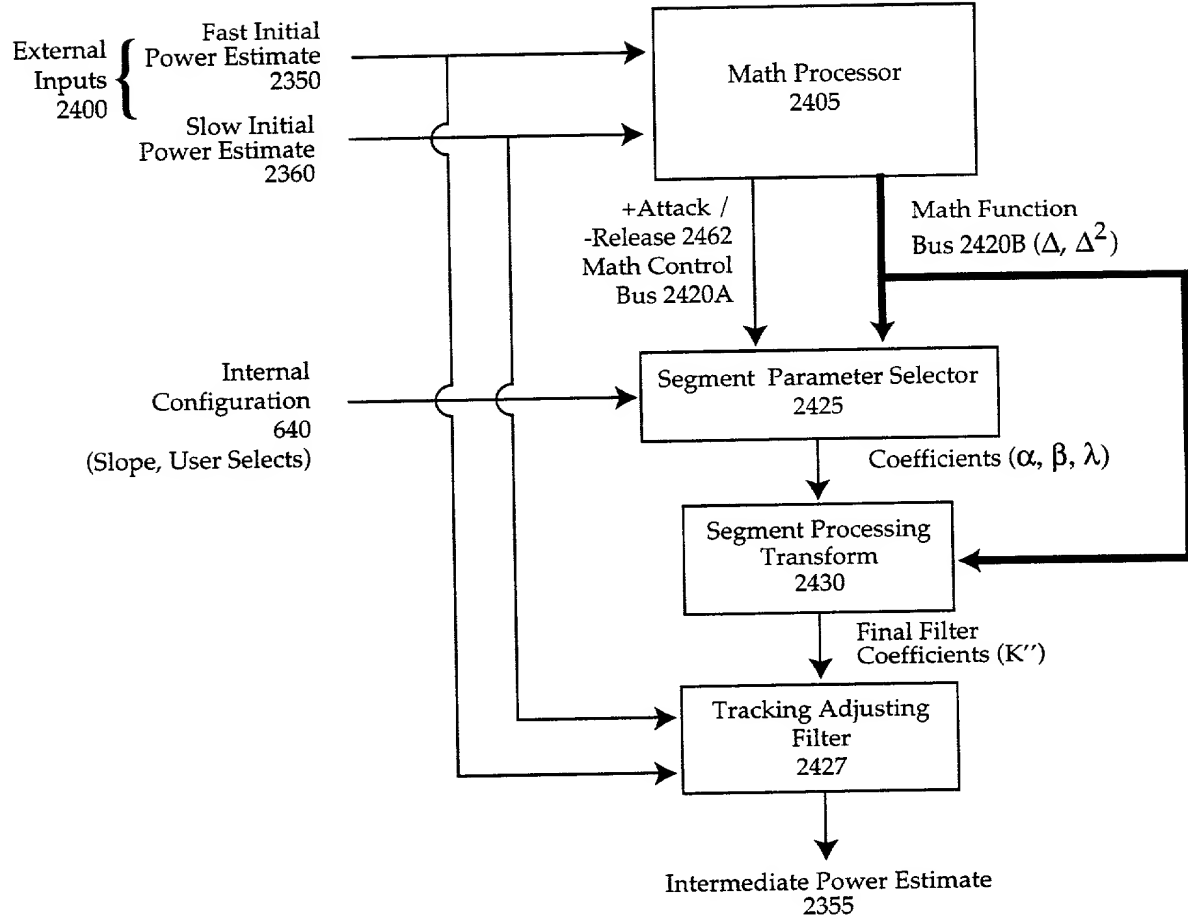 External
Inputs
2400
Fast Initial
Power Estimate
2350
Slow Initial
Power Estimate
2360
Math Processor
2405
+Attack /
-Release 2462
Math Control
Bus 2420A
Math Function
Bus 2420B (Δ, Δ²)
Internal
Configuration
640
(Slope, User Selects)
Segment Parameter Selector
2425
Coefficients (α, β, λ)
Segment Processing
Transform
2430
Final Filter
Coefficients (K′′)
Tracking Adjusting
Filter
2427
Intermediate Power Estimate
2355